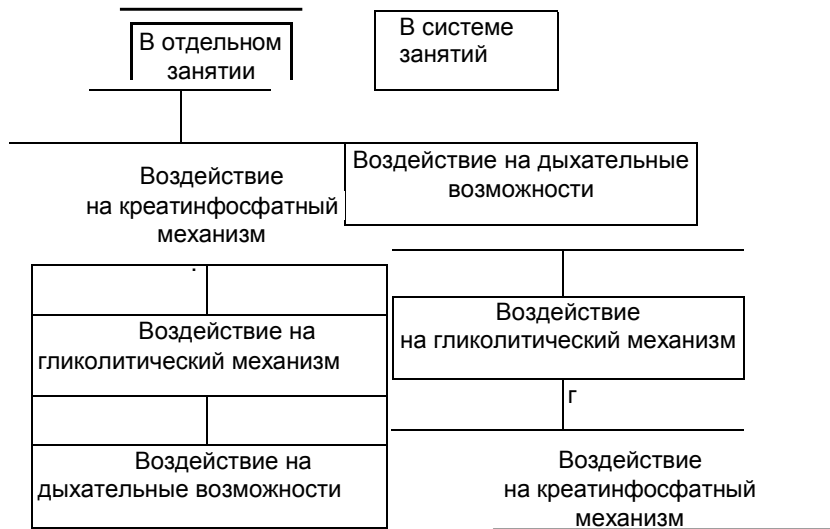 В отдельном
занятии
В системе
занятий
Воздействие
на креатинфосфатный
механизм
Воздействие на дыхательные
возможности
.
Воздействие на
гликолитический механизм
Воздействие
на гликолитический механизм
г
Воздействие на
дыхательные возможности
Воздействие
на креатинфосфатный
механизм